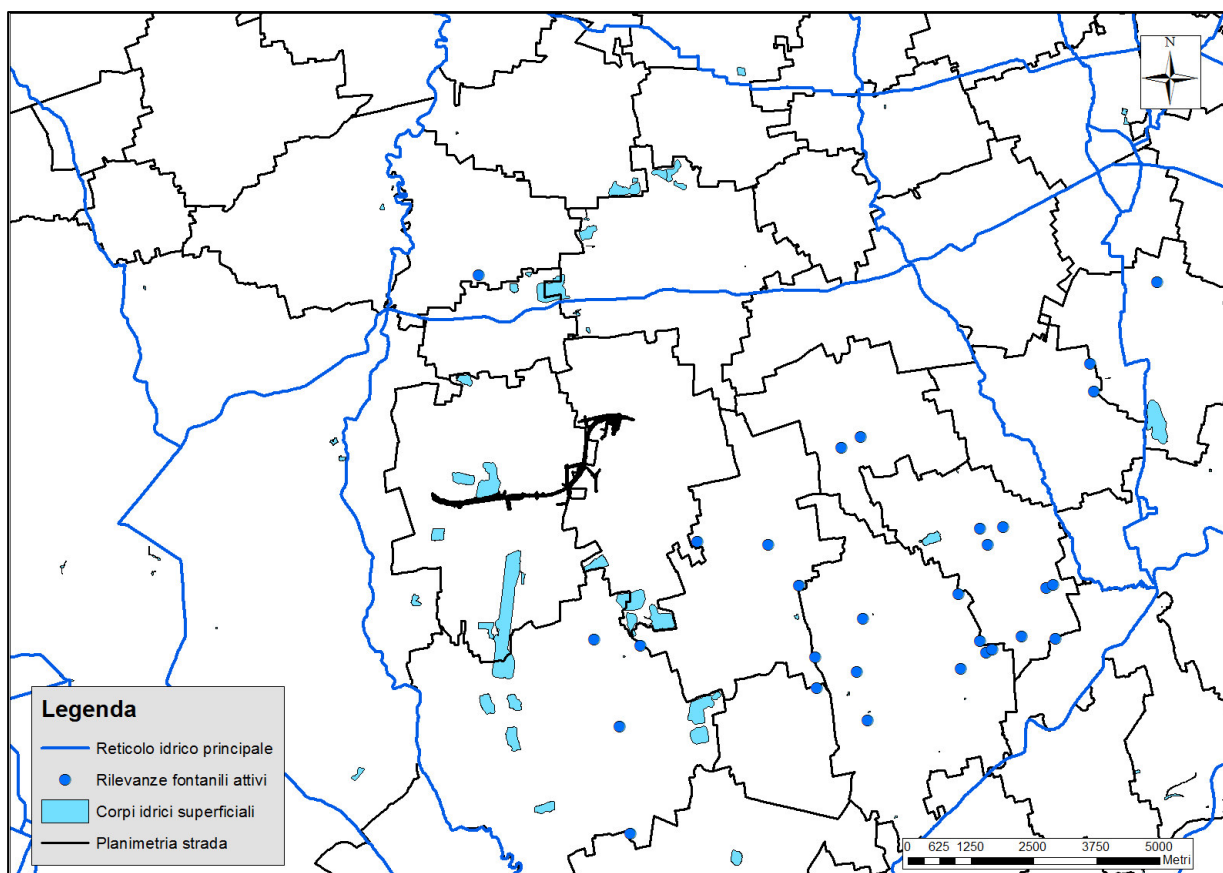 N
Legenda
Reticolo idrico principale
Rilevanze fontanili attivi
Corpi idrici superficiali
Planimetria strada
0 625 1250 2500 3750 5000
Metri